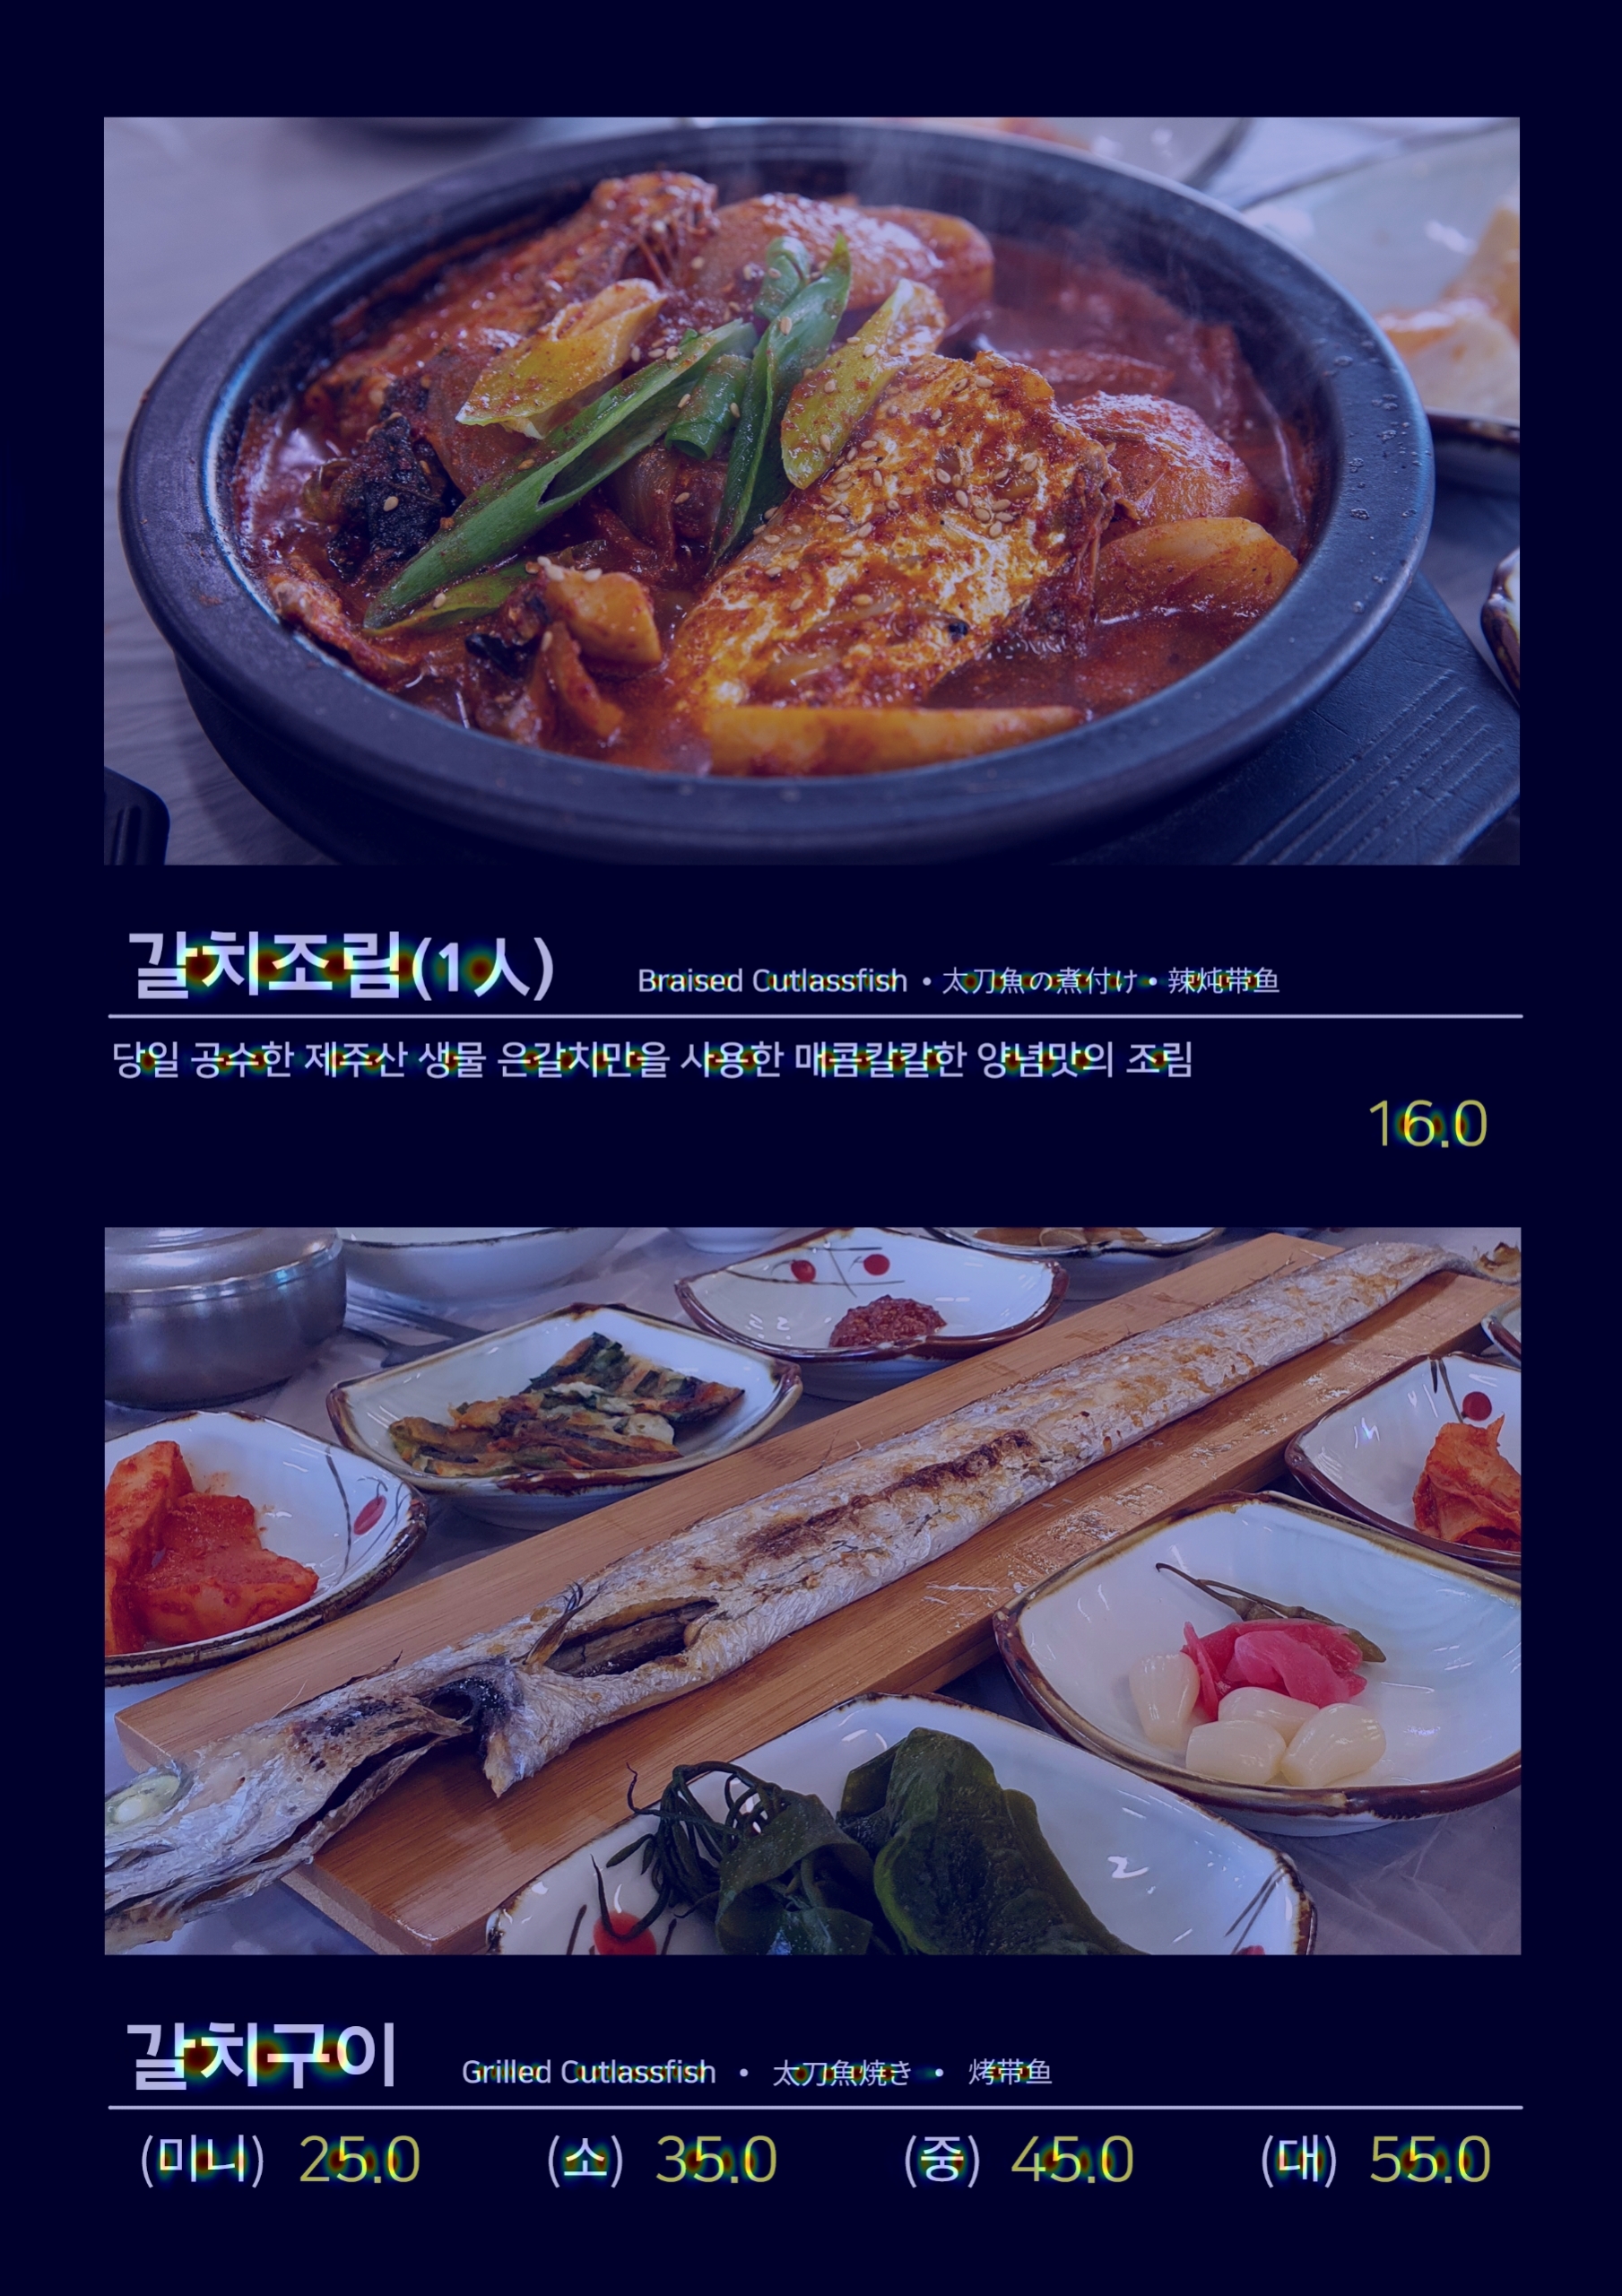 갈치조림(1人) Braised Cutlassfish • 太刀魚の煮付け • 辣炖带鱼
당일 공수한 제주산 생물 은갈치만을 사용한 매콤칼칼한 양념맛의 조림
16.0
갈치구이 Grilled Cutlassfish • 太刀魚焼き • 烤带鱼
(미니) 25.0 (소) 35.0 (중) 45.0 (대) 55.0